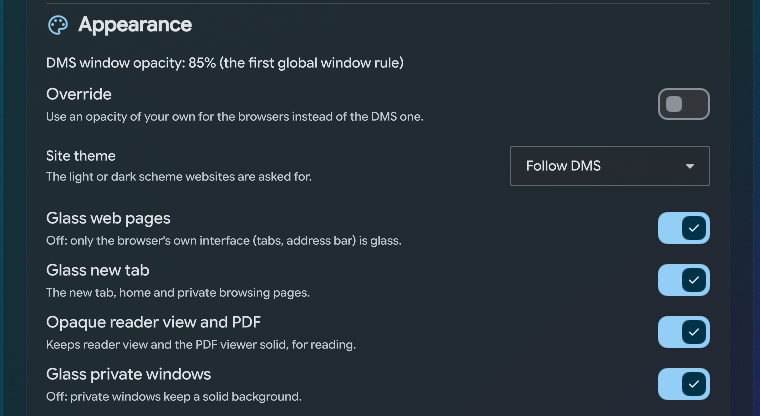 Appearance
DMS window opacity: 85% (the first global window rule)
Override
Use an opacity of your own for the browsers instead of the DMS one.
Site theme
The light or dark scheme websites are asked for.
Follow DMS
Glass web pages
Off: only the browser's own interface (tabs, address bar) is glass.
Glass new tab
The new tab, home and private browsing pages.
Opaque reader view and PDF
Keeps reader view and the PDF viewer solid, for reading.
Glass private windows
Off: private windows keep a solid background.